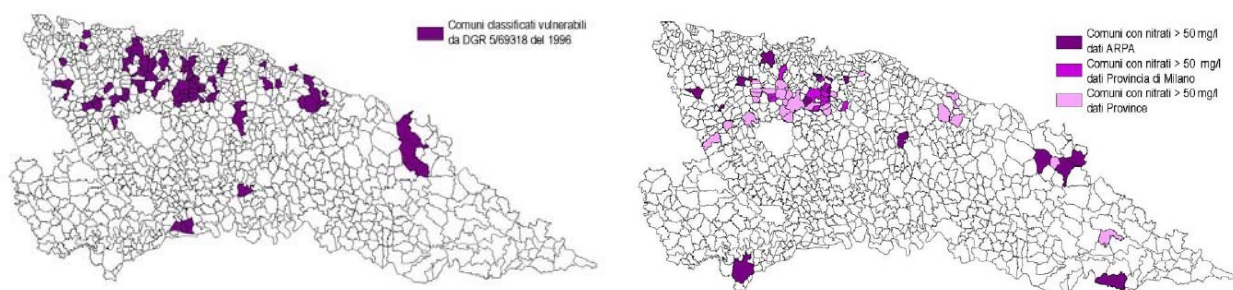 Comuni classificati vulnerabili
da DGR 5/69318 del 1996
Comuni con nitrati > 50 mg/l
dati ARPA
Comuni con nitrati > 50 mg/l
dati Provincia di Milano
Comuni con nitrati > 50 mg/l
dati Province